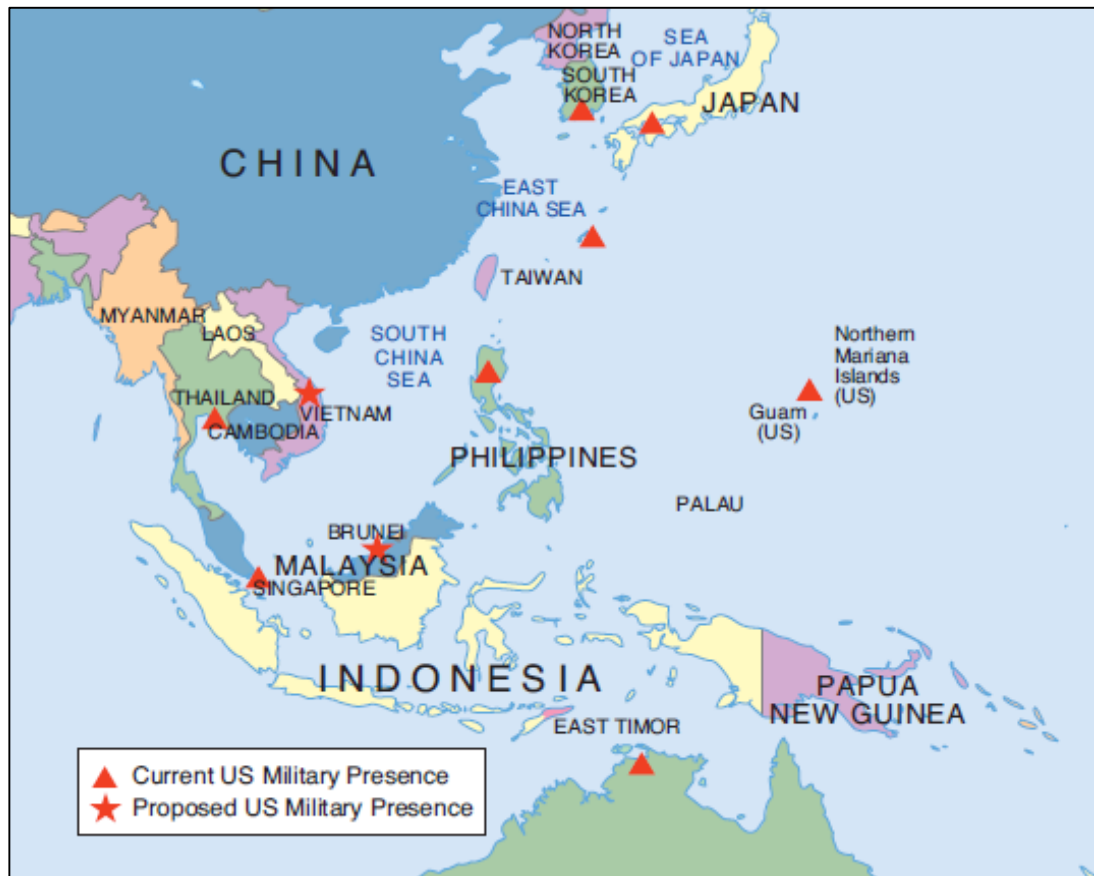 NORTH
KOREA
SEA
OF JAPAN
SOUTH
KOREA
JAPAN
CHINA
EAST
CHINA SEA
TAIWAN
MYANMAR
LAOS
SOUTH
CHINA
SEA
Northern
Mariana
Islands
(US)
THAILAND
VIETNAM
Guam
(US)
CAMBODIA
PHILIPPINES
PALAU
BRUNEI
MALAYSIA
SINGAPORE
INDONESIA
PAPUA
NEW GUINEA
EAST TIMOR
Current US Military Presence
Proposed US Military Presence